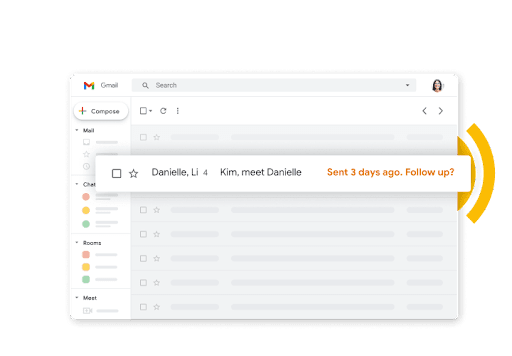 Gmail
Search
Compose
Mail
Danielle, Li 4 Kim, meet Danielle Sent 3 days ago. Follow up?
Chat
Rooms
Meet